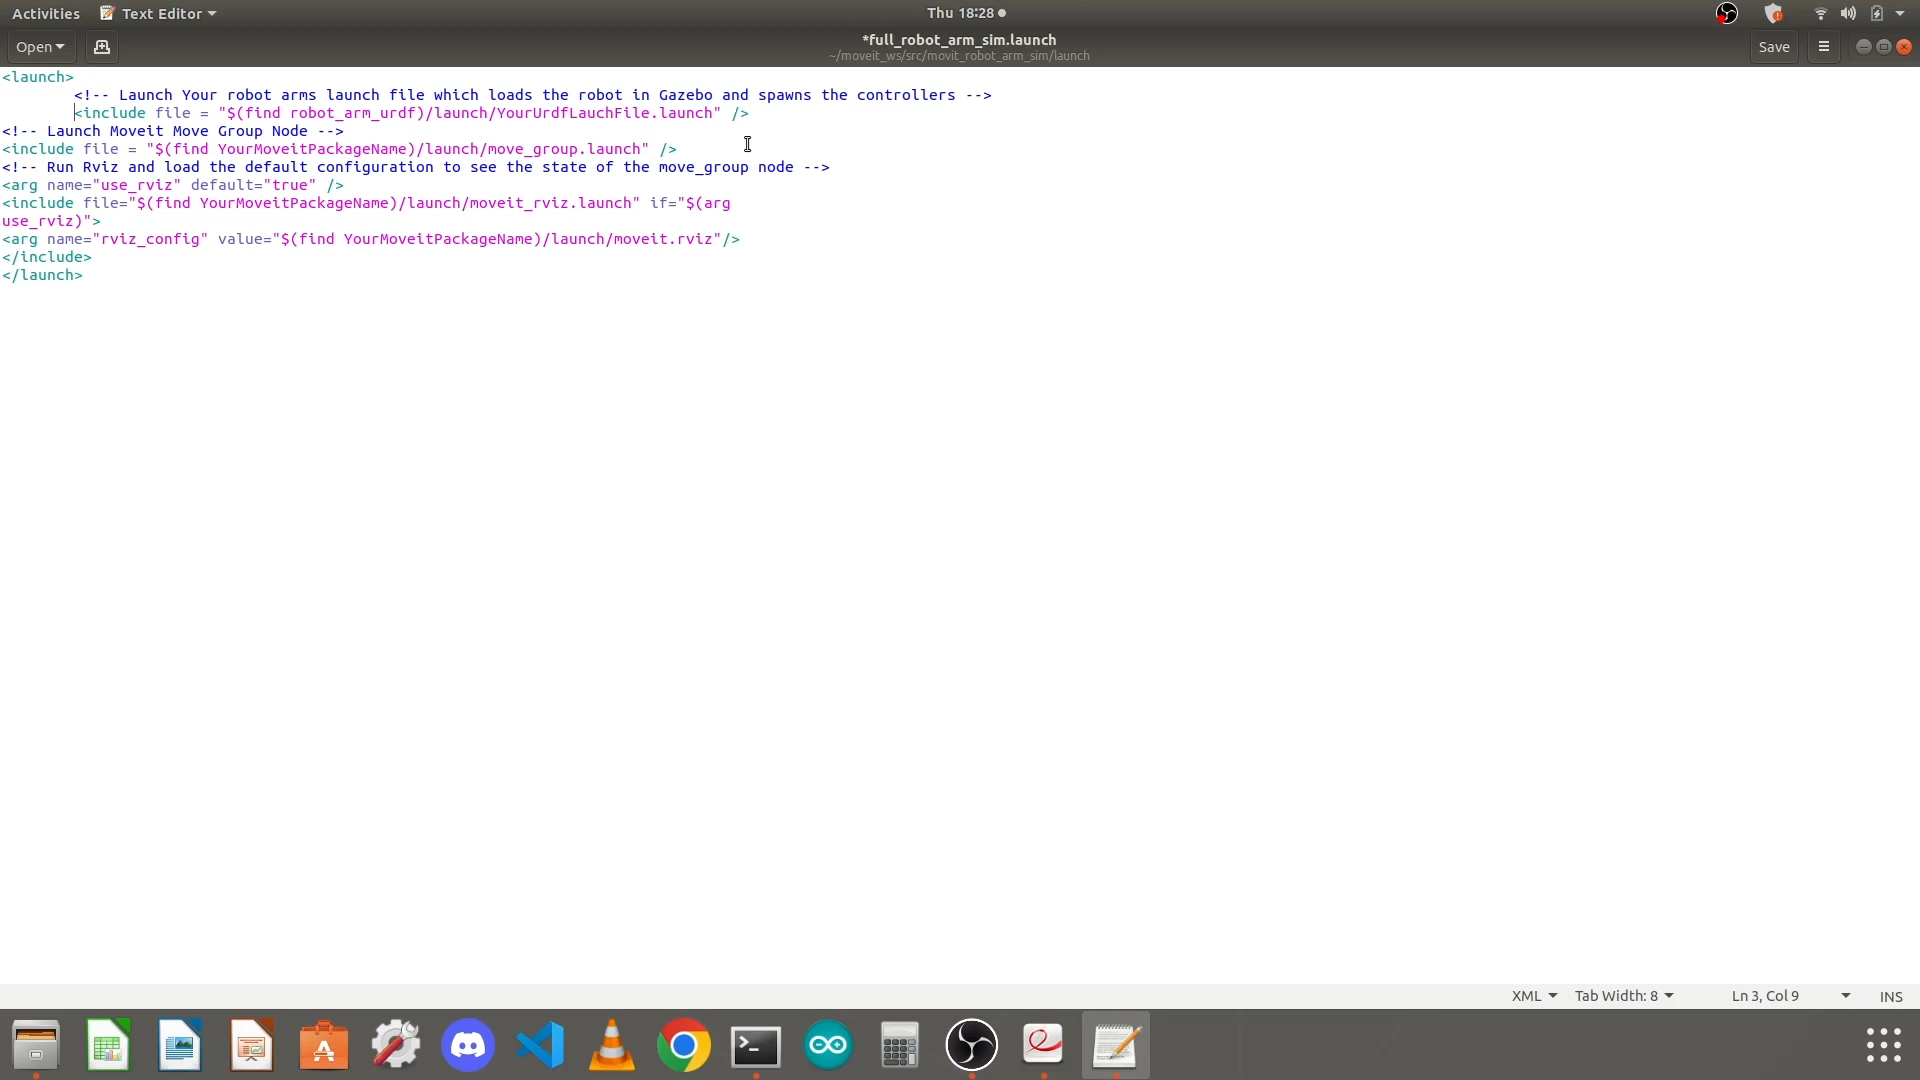 Activities Text Editor Thu 18:28
Open *full_robot_arm_sim.launch Save
~/moveit_ws/src/movit_robot_arm_sim/launch
<launch>
<!-- Launch Your robot arms launch file which loads the robot in Gazebo and spawns the controllers -->
<include file = "$(find robot_arm_urdf)/launch/YourUrdfLauchFile.launch" />
<!-- Launch Moveit Move Group Node -->
<include file = "$(find YourMoveitPackageName)/launch/move_group.launch" />
<!-- Run Rviz and load the default configuration to see the state of the move_group node -->
<arg name="use_rviz" default="true" />
<include file="$(find YourMoveitPackageName)/launch/moveit_rviz.launch" if="$(arg
use_rviz)">
<arg name="rviz_config" value="$(find YourMoveitPackageName)/launch/moveit.rviz"/>
</include>
</launch>
XML Tab Width: 8 Ln 3, Col 9 INS